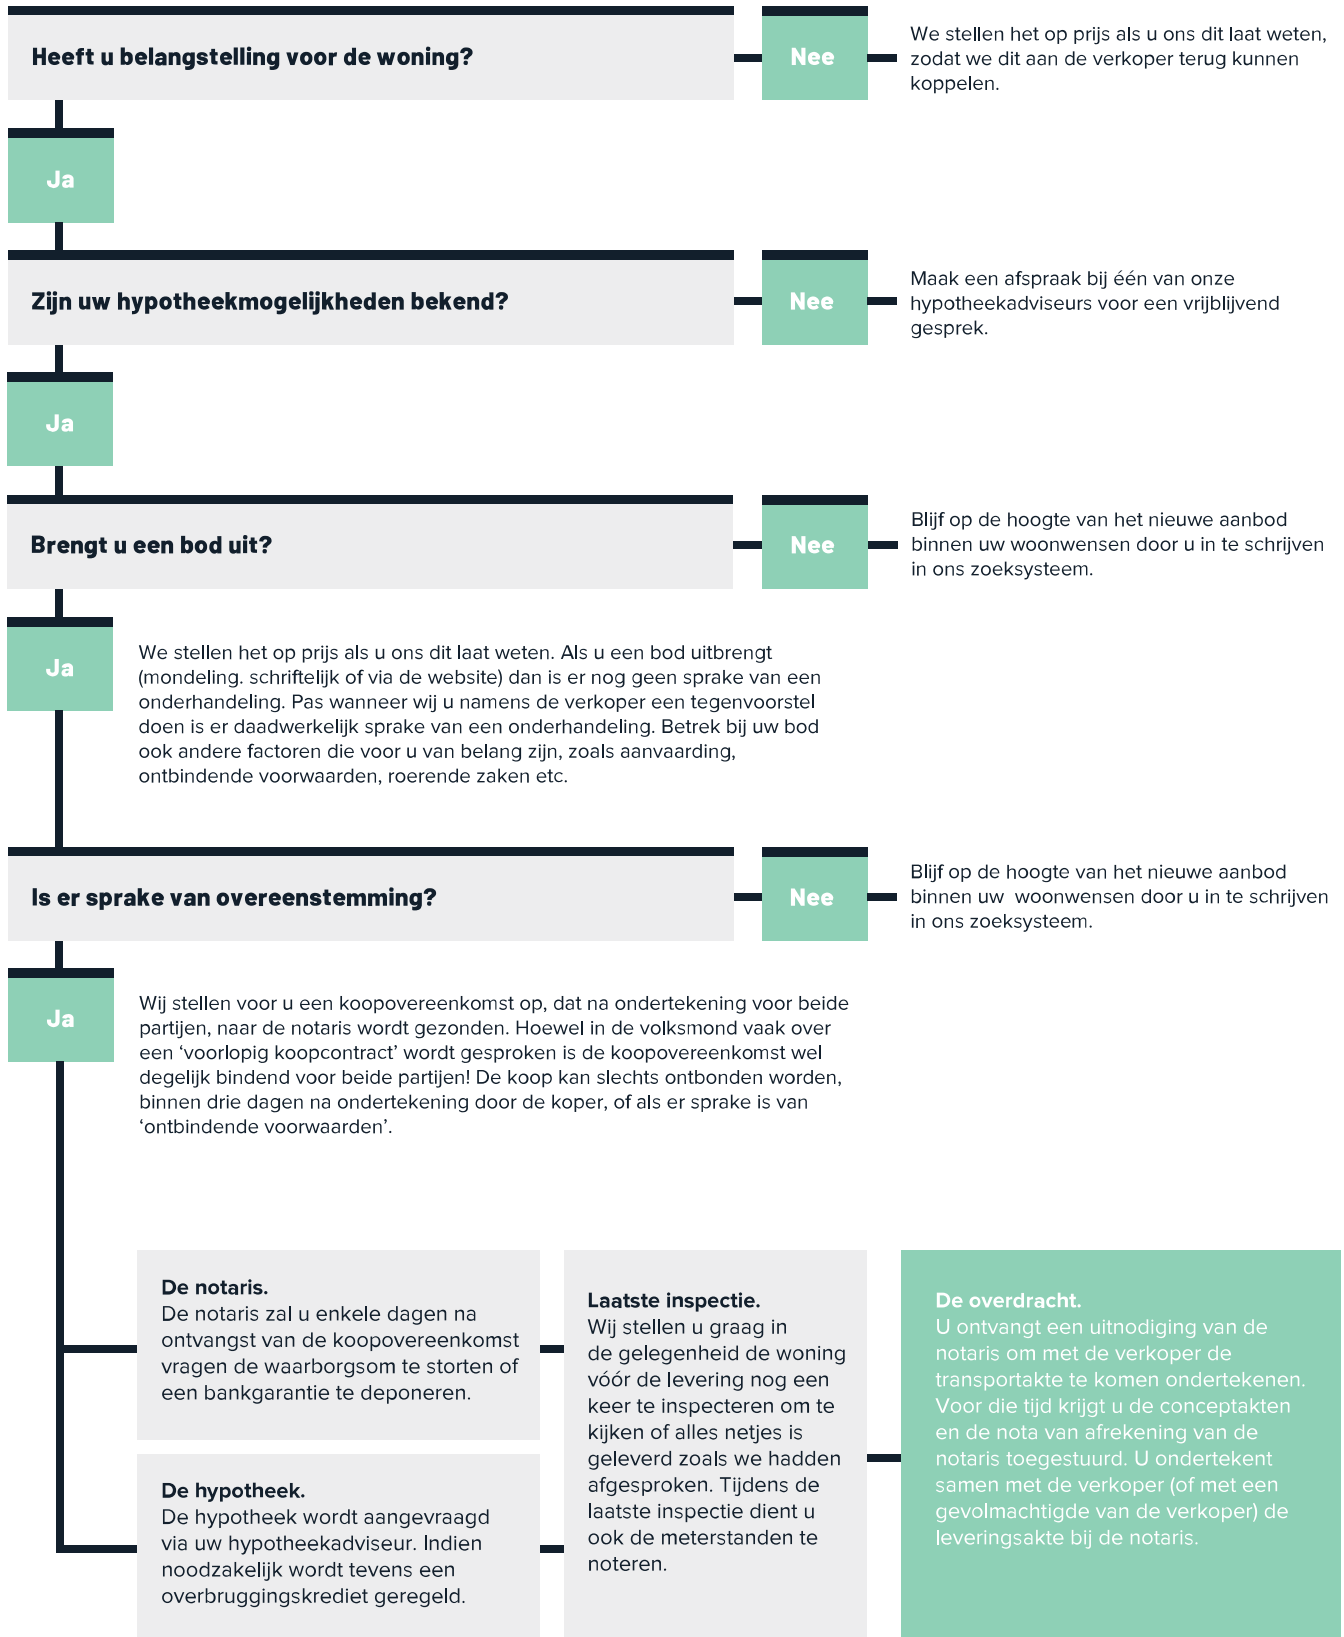 Heeft u belangstelling voor de woning?
Nee
We stellen het op prijs als u ons dit laat weten,
zodat we dit aan de verkoper terug kunnen
koppelen.
Ja
Zijn uw hypotheekmogelijkheden bekend?
Nee
Maak een afspraak bij één van onze
hypotheekadviseurs voor een vrijblijvend
gesprek.
Ja
Brengt u een bod uit?
Nee
Blijf op de hoogte van het nieuwe aanbod
binnen uw woonwensen door u in te schrijven
in ons zoeksysteem.
Ja
We stellen het op prijs als u ons dit laat weten. Als u een bod uitbrengt
(mondeling. schriftelijk of via de website) dan is er nog geen sprake van een
onderhandeling. Pas wanneer wij u namens de verkoper een tegenvoorstel
doen is er daadwerkelijk sprake van een onderhandeling. Betrek bij uw bod
ook andere factoren die voor u van belang zijn, zoals aanvaarding,
ontbindende voorwaarden, roerende zaken etc.
Is er sprake van overeenstemming?
Nee
Blijf op de hoogte van het nieuwe aanbod
binnen uw woonwensen door u in te schrijven
in ons zoeksysteem.
Ja
Wij stellen voor u een koopovereenkomst op, dat na ondertekening voor beide
partijen, naar de notaris wordt gezonden. Hoewel in de volksmond vaak over
een ‘voorlopig koopcontract’ wordt gesproken is de koopovereenkomst wel
degelijk bindend voor beide partijen! De koop kan slechts ontbonden worden,
binnen drie dagen na ondertekening door de koper, of als er sprake is van
‘ontbindende voorwaarden’.
De notaris.
De notaris zal u enkele dagen na
ontvangst van de koopovereenkomst
vragen de waarborgsom te storten of
een bankgarantie te deponeren.
De hypotheek.
De hypotheek wordt aangevraagd
via uw hypotheekadviseur. Indien
noodzakelijk wordt tevens een
overbruggingskrediet geregeld.
Laatste inspectie.
Wij stellen u graag in
de gelegenheid de woning
vóór de levering nog een
keer te inspecteren om te
kijken of alles netjes is
geleverd zoals we hadden
afgesproken. Tijdens de
laatste inspectie dient u
ook de meterstanden te
noteren.
De overdracht.
U ontvangt een uitnodiging van de
notaris om met de verkoper de
transportakte te komen ondertekenen.
Voor die tijd krijgt u de conceptakten
en de nota van afrekening van de
notaris toegestuurd. U ondertekent
samen met de verkoper (of met een
gevolmachtigde van de verkoper) de
leveringsakte bij de notaris.